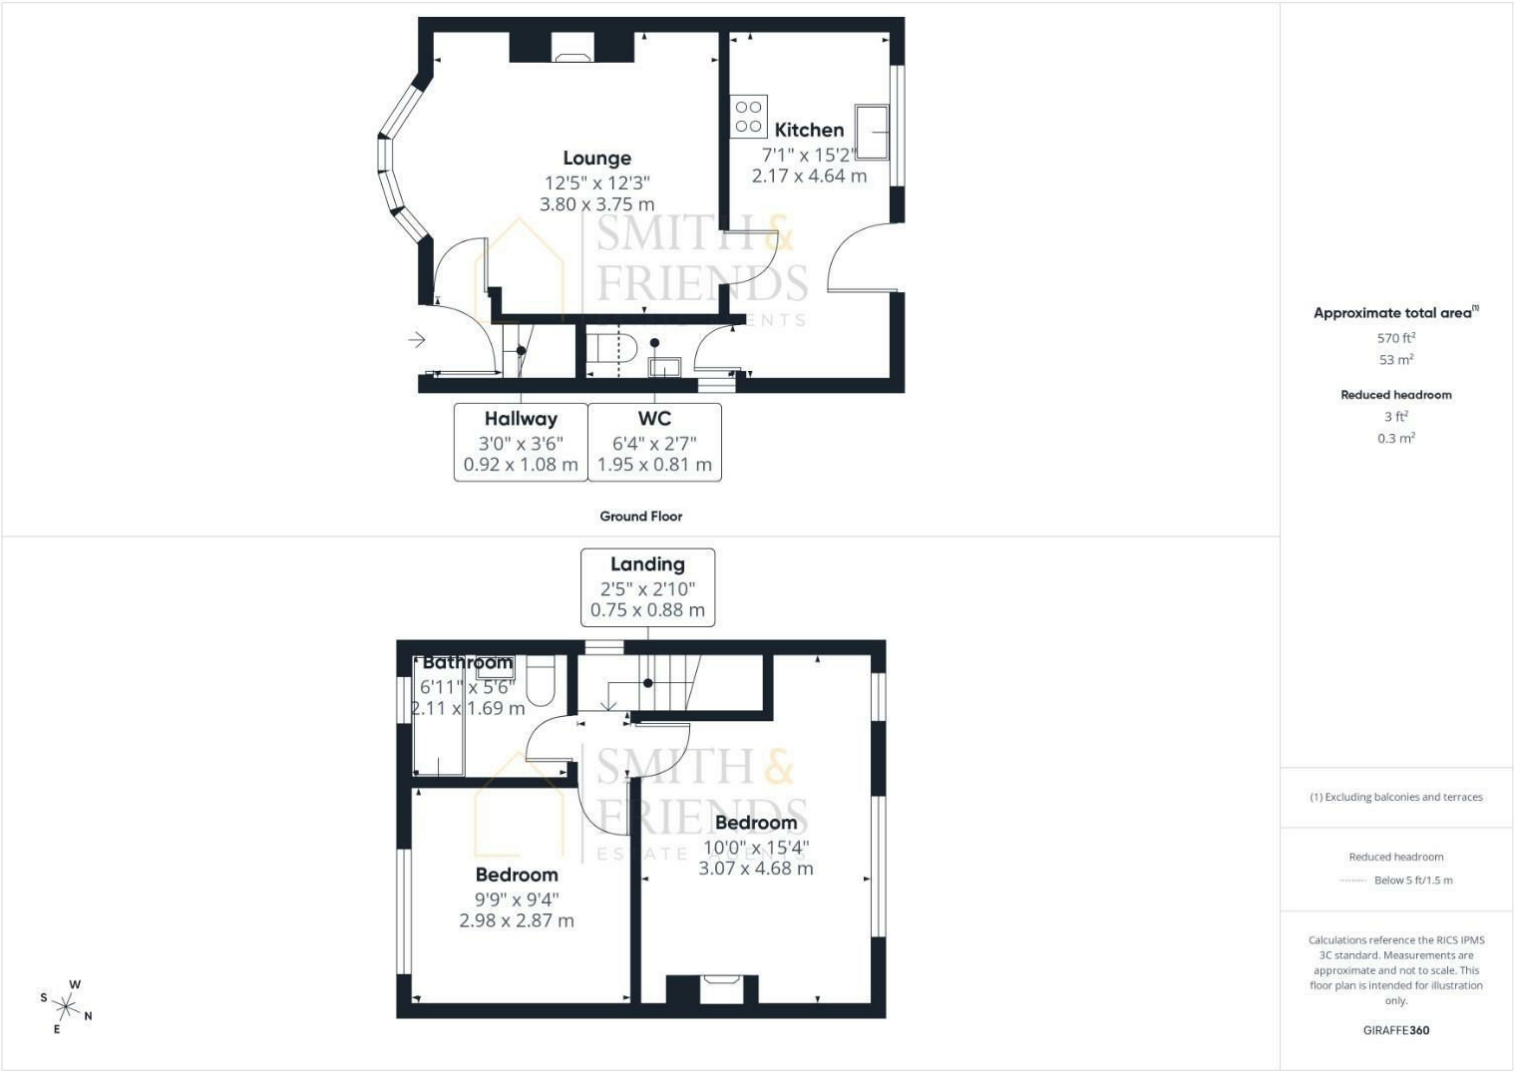 Lounge
12'5" x 12'3"
3.80 x 3.75 m
Kitchen
7'1" x 15'2"
2.17 x 4.64 m
SMITH &
FRIENDS
ESTATE AGENTS
Hallway
3'0" x 3'6"
0.92 x 1.08 m
WC
6'4" x 2'7"
1.95 x 0.81 m
Ground Floor
Landing
2'5" x 2'10"
0.75 x 0.88 m
Bathroom
6'11" x 5'6"
2.11 x 1.69 m
SMITH &
FRIENDS
ESTATE AGENTS
Bedroom
10'0" x 15'4"
3.07 x 4.68 m
Bedroom
9'9" x 9'4"
2.98 x 2.87 m
W
S
N
E
Approximate total area(1)
570 ft²
53 m²
Reduced headroom
3 ft²
0.3 m²
(1) Excluding balconies and terraces
Reduced headroom
Below 5 ft/1.5 m
Calculations reference the RICS IPMS
3C standard. Measurements are
approximate and not to scale. This
floor plan is intended for illustration
only.
GIRAFFE360